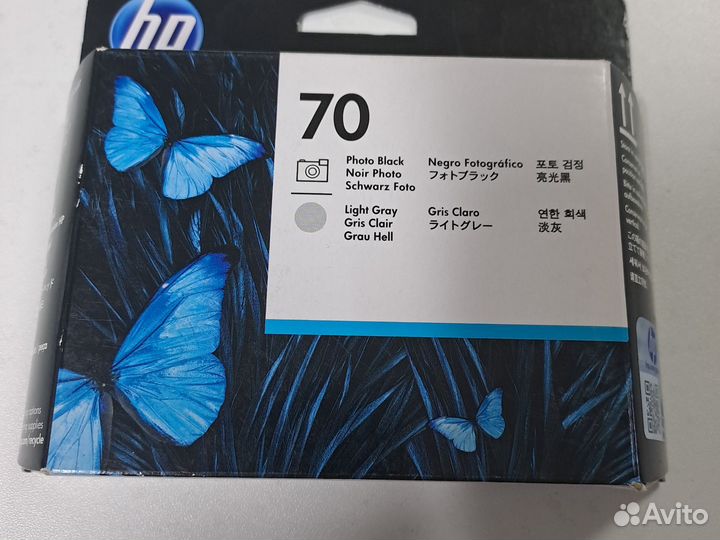 hp
70
Photo Black
Noir Photo
Schwarz Foto
Negro Fotográfico
フォトブラック
포토 검정
亮光黑
Light Gray
Gris Clair
Grau Hell
Gris Claro
ライトグレー
연한 회색
淡灰
Avito